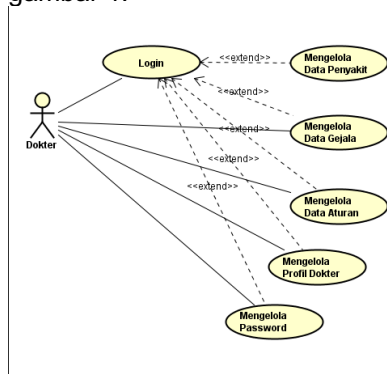 gambar 1.
Login
<<extend>>
Mengelola
Data Penyakit
<<extend>>
Dokter
Mengelola
Data Gejala
<<extend>>
<<extend>>
<<extend>>
Mengelola
Data Aturan
Mengelola
Profil Dokter
Mengelola
Password